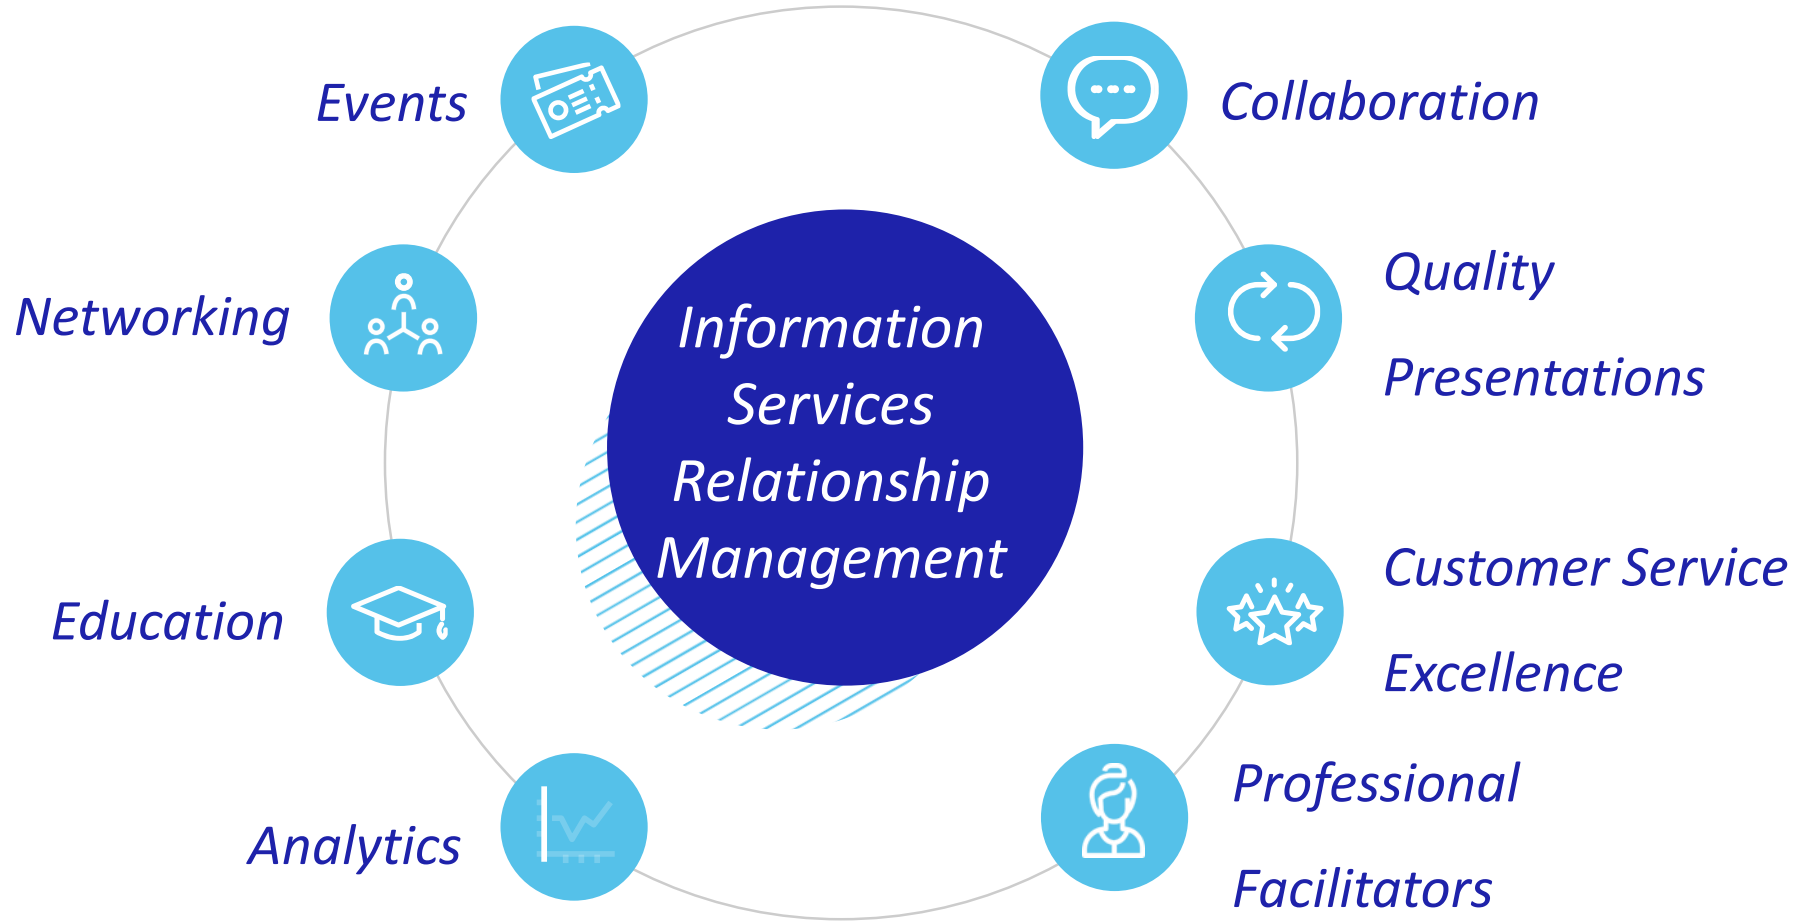 Events
Collaboration
Networking
Quality
Presentations
Information
Services
Relationship
Management
Education
Customer Service
Excellence
Analytics
Professional
Facilitators